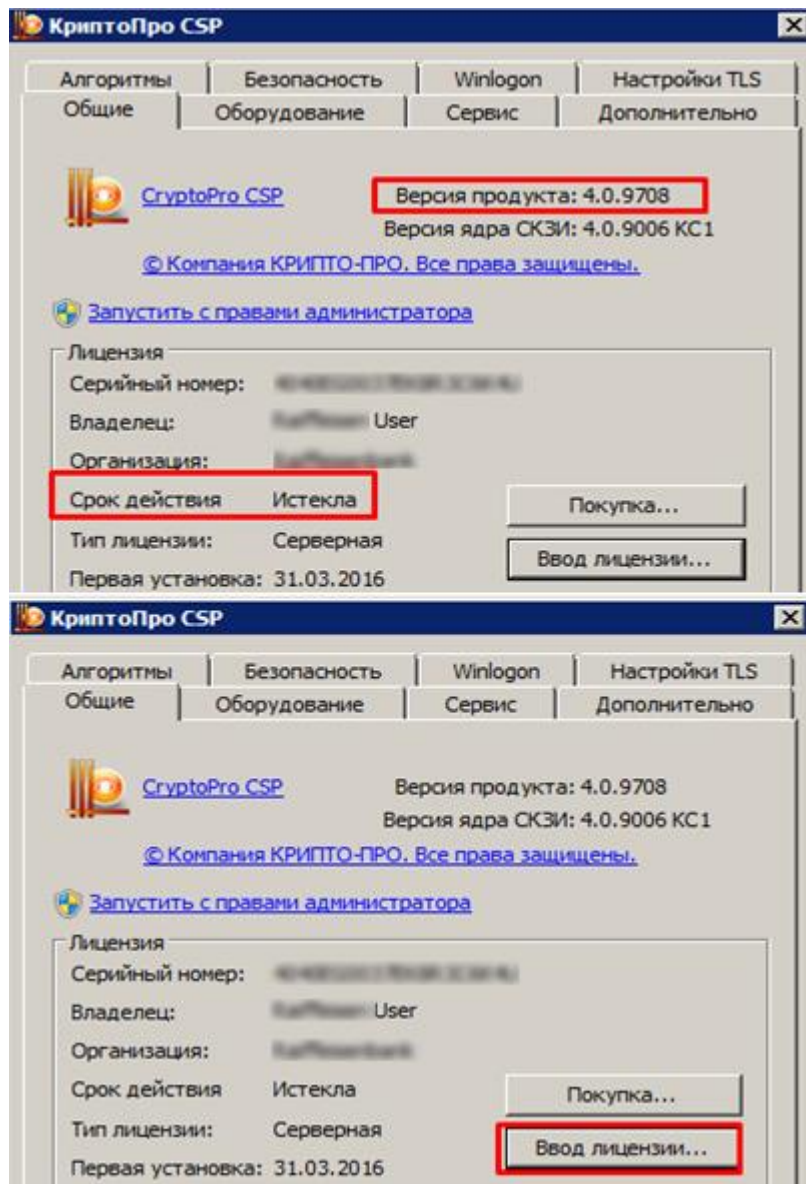 КриптоПро CSP
Алгоритмы Безопасность Winlogon Настройки TLS
Общие Оборудование Сервис Дополнительно
CryptoPro CSP Версия продукта: 4.0.9708
Версия ядра СКЗИ: 4.0.9006 КС1
© Компания КРИПТО-ПРО. Все права защищены.
Запустить с правами администратора
Лицензия
Серийный номер:
Владелец: User
Организация:
Срок действия Истекла
Покупка...
Тип лицензии: Серверная
Ввод лицензии...
Первая установка: 31.03.2016
КриптоПро CSP
Алгоритмы Безопасность Winlogon Настройки TLS
Общие Оборудование Сервис Дополнительно
CryptoPro CSP Версия продукта: 4.0.9708
Версия ядра СКЗИ: 4.0.9006 КС1
© Компания КРИПТО-ПРО. Все права защищены.
Запустить с правами администратора
Лицензия
Серийный номер:
Владелец: User
Организация:
Срок действия Истекла
Покупка...
Тип лицензии: Серверная
Ввод лицензии...
Первая установка: 31.03.2016